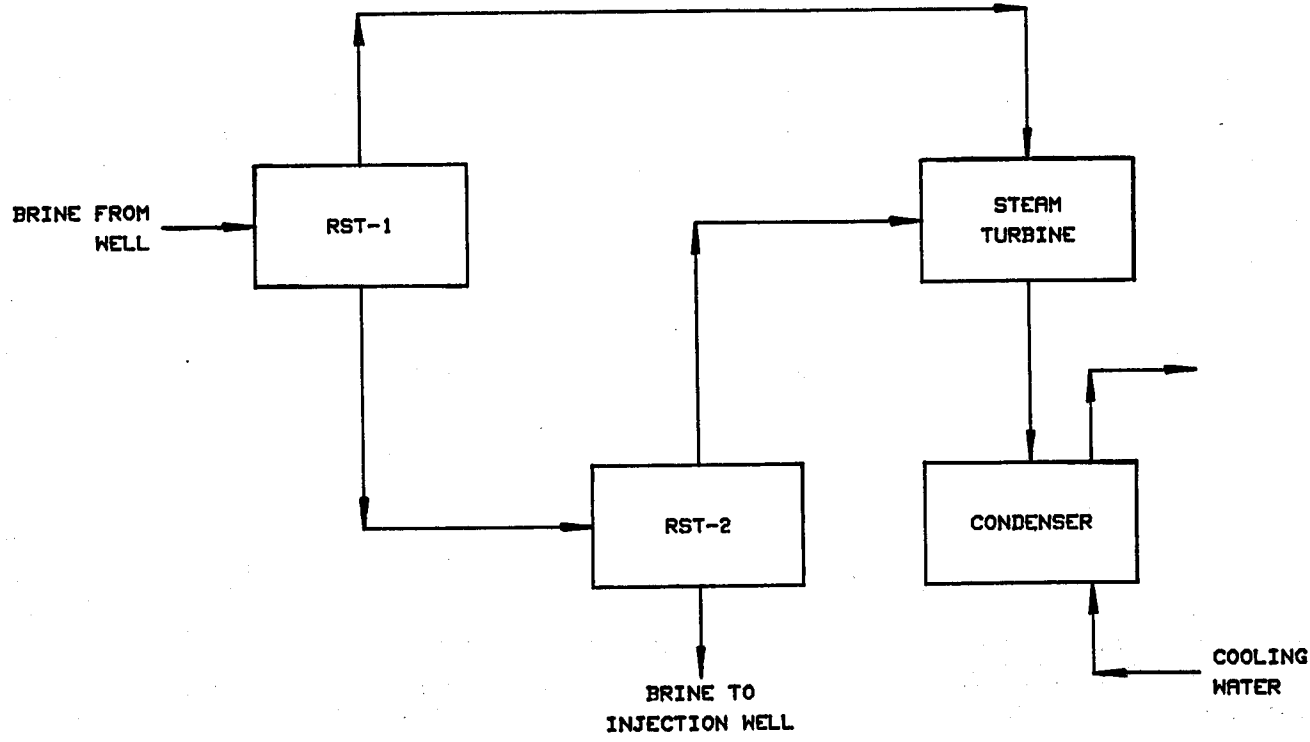 BRINE FROM
WELL
RST-1
STEAM
TURBINE
RST-2
CONDENSER
BRINE TO
INJECTION WELL
COOLING
WATER